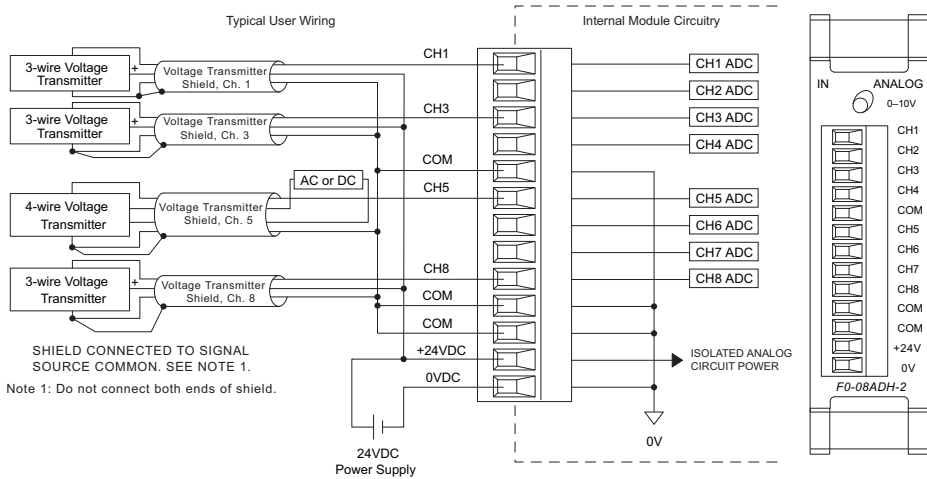 Typical User Wiring
Internal Module Circuitry
3-wire Voltage
Transmitter
+
Voltage Transmitter
Shield, Ch. 1
CH1
3-wire Voltage
Transmitter
+
Voltage Transmitter
Shield, Ch. 3
CH3
COM
AC or DC
4-wire Voltage
Transmitter
Voltage Transmitter
Shield, Ch. 5
CH5
3-wire Voltage
Transmitter
+
Voltage Transmitter
Shield, Ch. 8
CH8
COM
COM
+24VDC
0VDC
SHIELD CONNECTED TO SIGNAL
SOURCE COMMON. SEE NOTE 1.
Note 1: Do not connect both ends of shield.
24VDC
Power Supply
CH1 ADC
CH2 ADC
CH3 ADC
CH4 ADC
CH5 ADC
CH6 ADC
CH7 ADC
CH8 ADC
ISOLATED ANALOG
CIRCUIT POWER
0V
IN ANALOG
0–10V
CH1
CH2
CH3
CH4
COM
CH5
CH6
CH7
CH8
COM
COM
+24V
0V
F0-08ADH-2